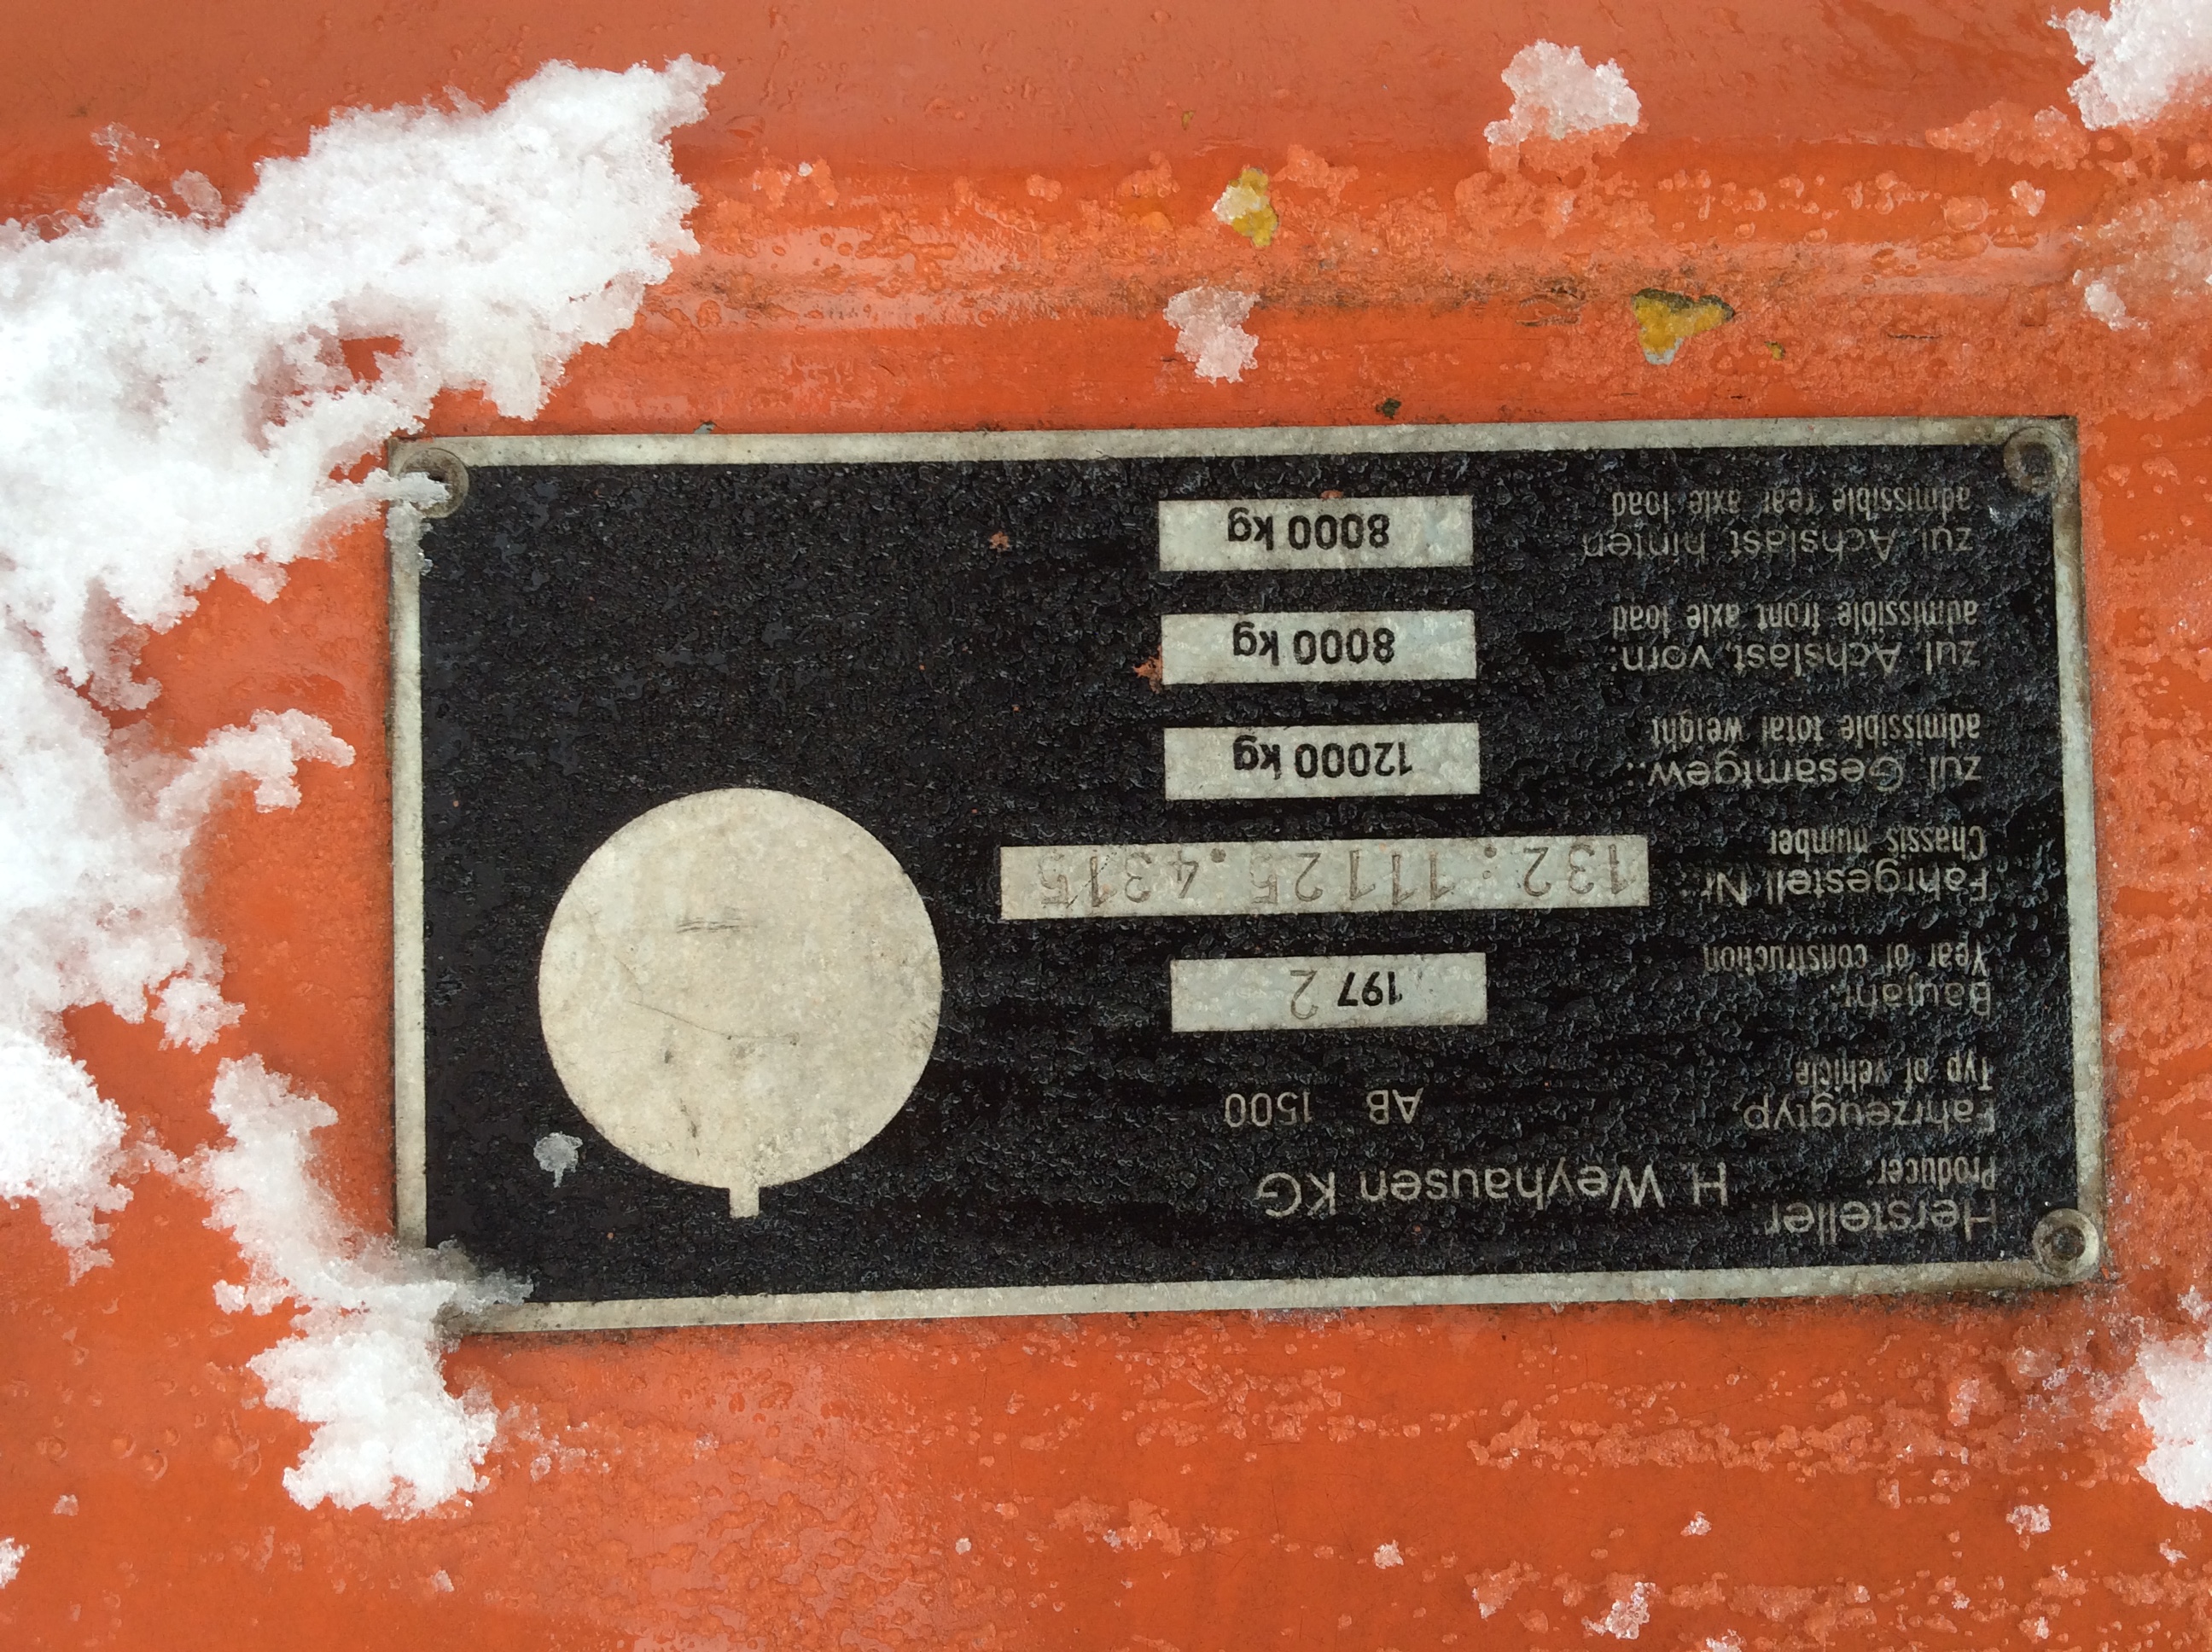 Hersteller: H. Weyhausen KG
Producer:
Fahrzeugtyp. AB 1500
Typ of vehicle
Baujahr: 1972
Year of construction
Fahrgestell Nr. 132.11125.4315
Chassis number
zul. Gesamtgew.: 12000 kg
admissible total weight
zul. Achslast vorn: 8000 kg
admissible front axle load
zul. Achslast hinten 8000 kg
admissible rear axle load